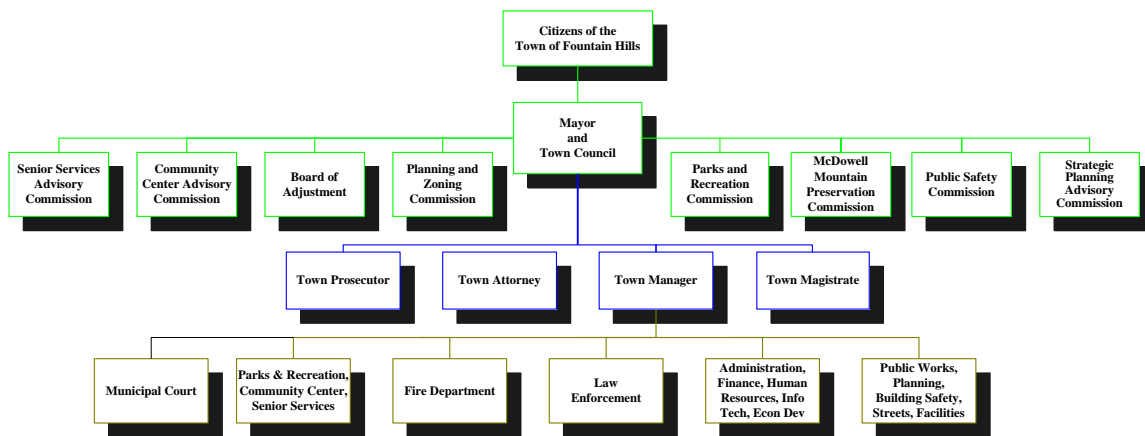 Citizens of the
Town of Fountain Hills
Mayor
and
Town Council
Senior Services
Advisory
Commission
Community
Center Advisory
Commission
Board of
Adjustment
Planning and
Zoning
Commission
Parks and
Recreation
Commission
McDowell
Mountain
Preservation
Commission
Public Safety
Commission
Strategic
Planning
Advisory
Commission
Town Prosecutor
Town Attorney
Town Manager
Town Magistrate
Municipal Court
Parks & Recreation,
Community Center,
Senior Services
Fire Department
Law
Enforcement
Administration,
Finance, Human
Resources, Info
Tech, Econ Dev
Public Works,
Planning,
Building Safety,
Streets, Facilities